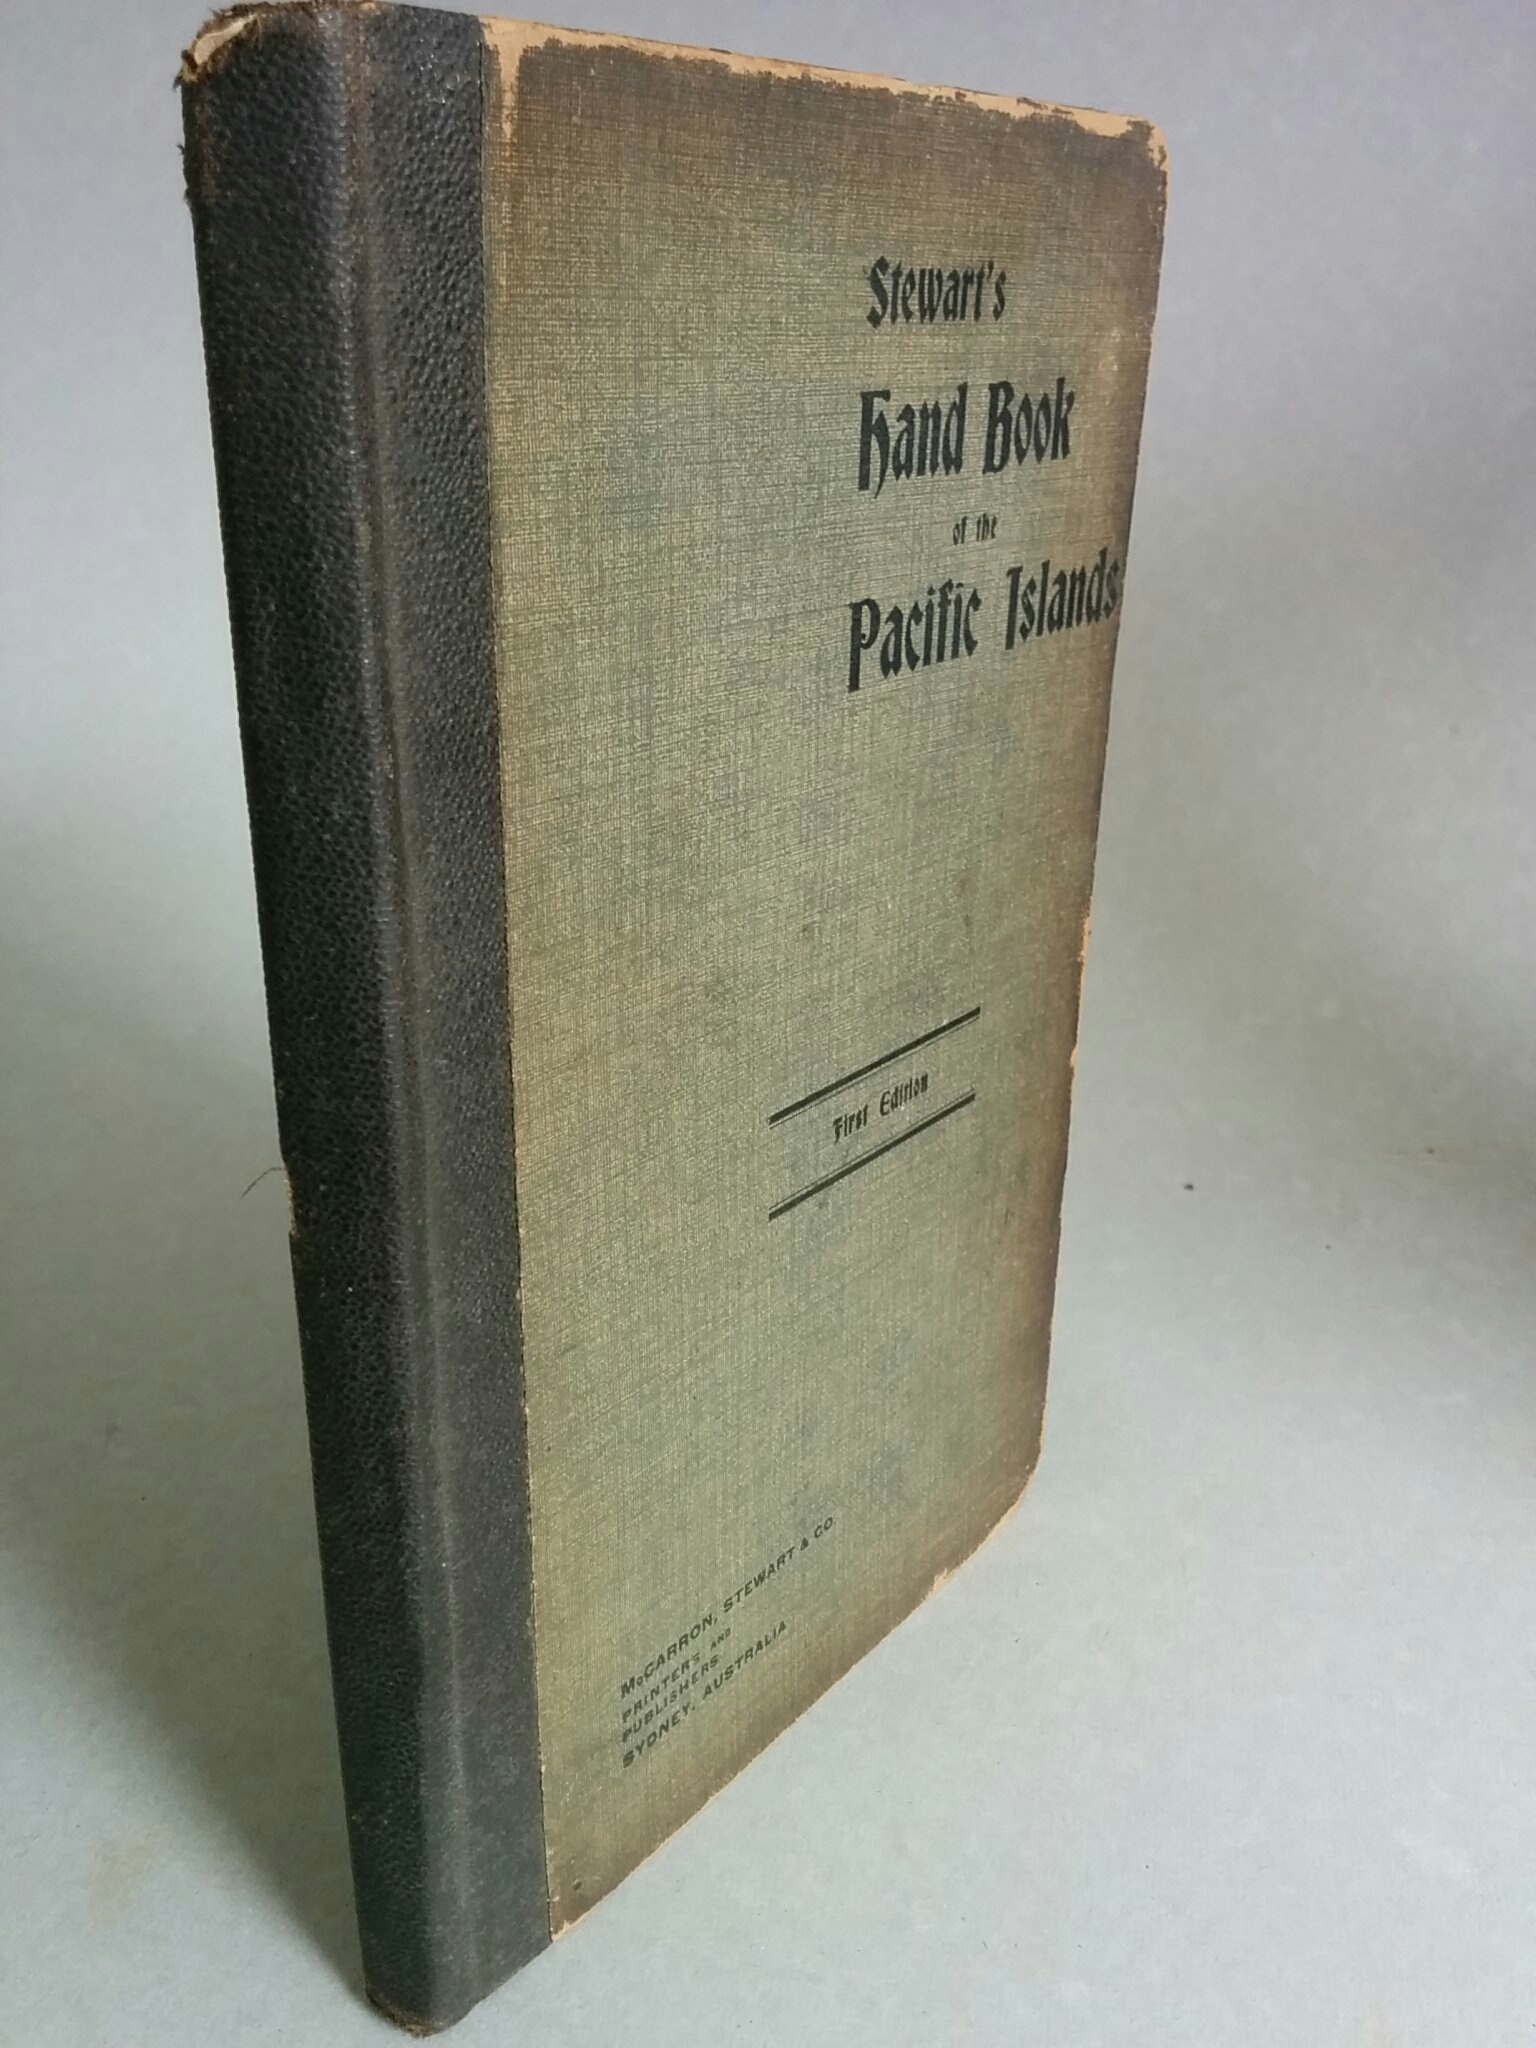 Stewart's
Hand Book
of the
Pacific Islands
First Edition
McCARRON, STEWART & CO.
PRINTERS AND
PUBLISHERS
SYDNEY, AUSTRALIA